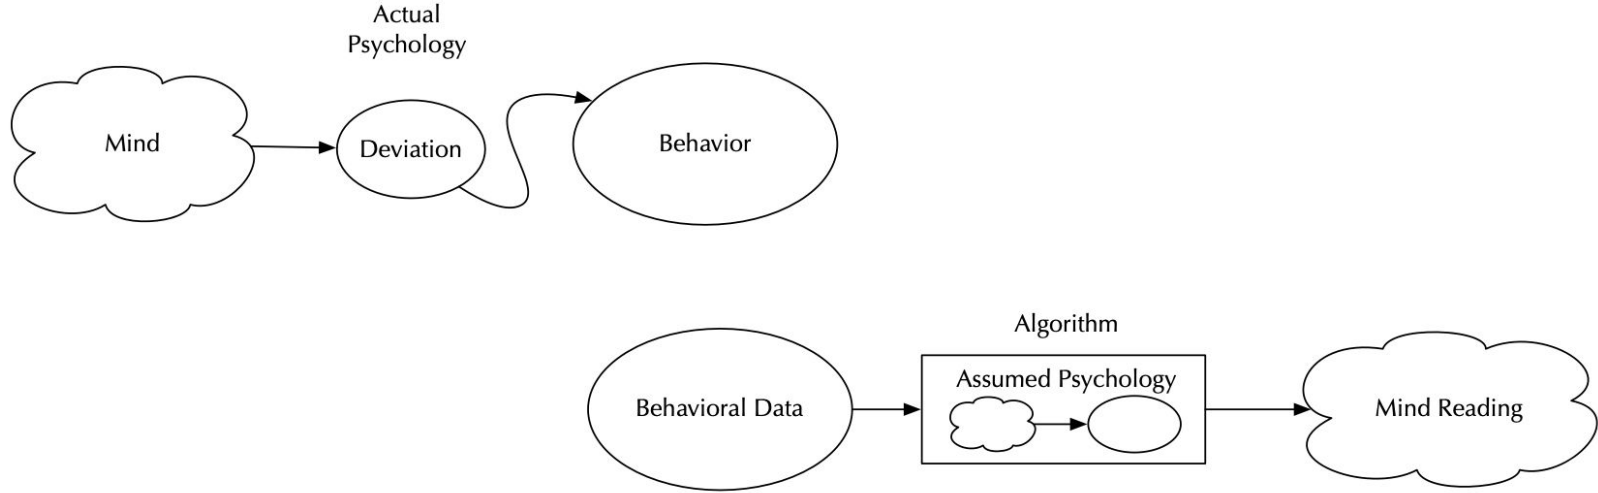 Actual
Psychology
Mind
Deviation
Behavior
Algorithm
Assumed Psychology
Behavioral Data
Mind Reading